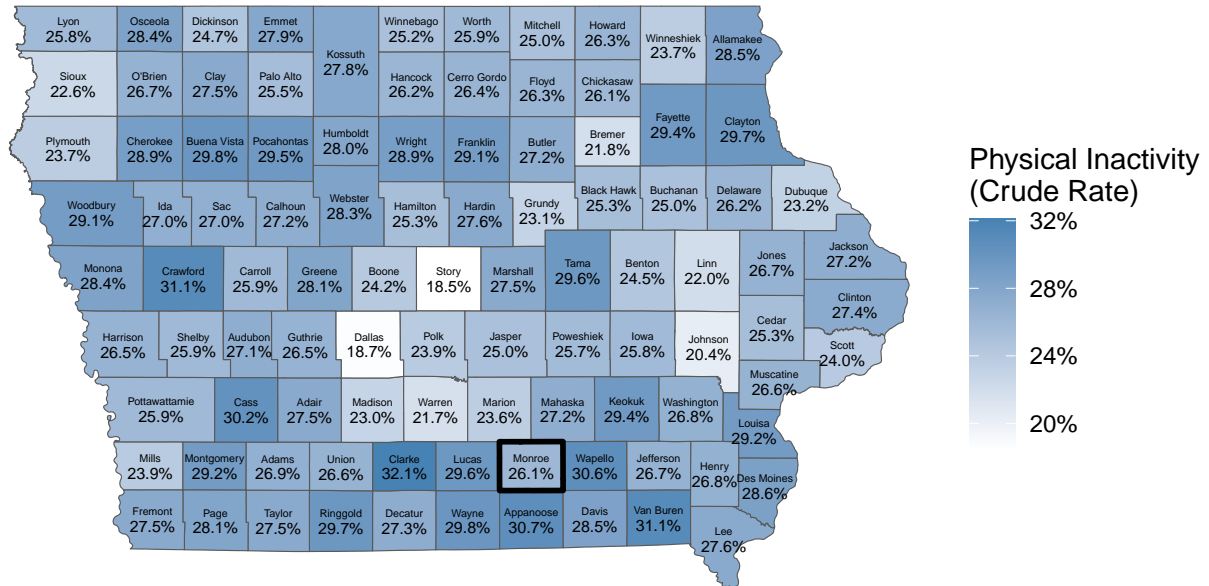 Lyon
25.8%
Osceola
28.4%
Dickinson
24.7%
Emmet
27.9%
Kossuth
27.8%
Winnebago
25.2%
Worth
25.9%
Mitchell
25.0%
Howard
26.3%
Winneshiek
23.7%
Allamakee
28.5%
Sioux
22.6%
O'Brien
26.7%
Clay
27.5%
Palo Alto
25.5%
Hancock
26.2%
Cerro Gordo
26.4%
Floyd
26.3%
Chickasaw
26.1%
Fayette
29.4%
Clayton
29.7%
Plymouth
23.7%
Cherokee
28.9%
Buena Vista
29.8%
Pocahontas
29.5%
Humboldt
28.0%
Wright
28.9%
Franklin
29.1%
Butler
27.2%
Bremer
21.8%
Woodbury
29.1%
Ida
27.0%
Sac
27.0%
Calhoun
27.2%
Webster
28.3%
Hamilton
25.3%
Hardin
27.6%
Grundy
23.1%
Black Hawk
25.3%
Buchanan
25.0%
Delaware
26.2%
Dubuque
23.2%
Monona
28.4%
Crawford
31.1%
Carroll
25.9%
Greene
28.1%
Boone
24.2%
Story
18.5%
Marshall
27.5%
Tama
29.6%
Benton
24.5%
Linn
22.0%
Jones
26.7%
Jackson
27.2%
Clinton
27.4%
Harrison
26.5%
Shelby
25.9%
Audubon
27.1%
Guthrie
26.5%
Dallas
18.7%
Polk
23.9%
Jasper
25.0%
Poweshiek
25.7%
Iowa
25.8%
Johnson
20.4%
Cedar
25.3%
Scott
24.0%
Muscatine
26.6%
Pottawattamie
25.9%
Cass
30.2%
Adair
27.5%
Madison
23.0%
Warren
21.7%
Marion
23.6%
Mahaska
27.2%
Keokuk
29.4%
Washington
26.8%
Louisa
29.2%
Mills
23.9%
Montgomery
29.2%
Adams
26.9%
Union
26.6%
Clarke
32.1%
Lucas
29.6%
Monroe
26.1%
Wapello
30.6%
Jefferson
26.7%
Henry
26.8%
Des Moines
28.6%
Fremont
27.5%
Page
28.1%
Taylor
27.5%
Ringgold
29.7%
Decatur
27.3%
Wayne
29.8%
Appanoose
30.7%
Davis
28.5%
Van Buren
31.1%
Lee
27.6%
Physical Inactivity
(Crude Rate)
32%
28%
24%
20%